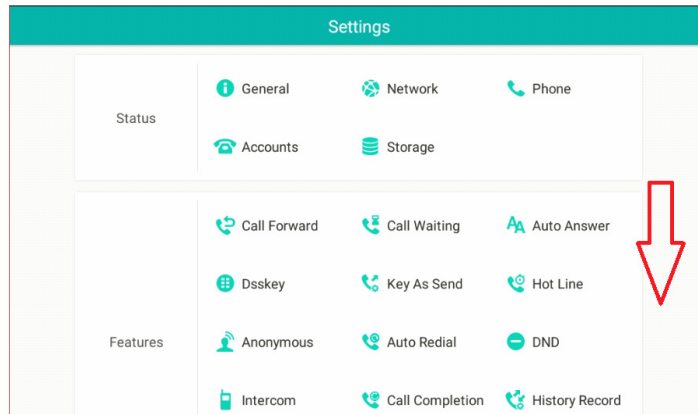 Settings
Status
General Network Phone
Accounts Storage
Features
Call Forward Call Waiting Auto Answer
Dsskey Key As Send Hot Line
Anonymous Auto Redial DND
Intercom Call Completion History Record